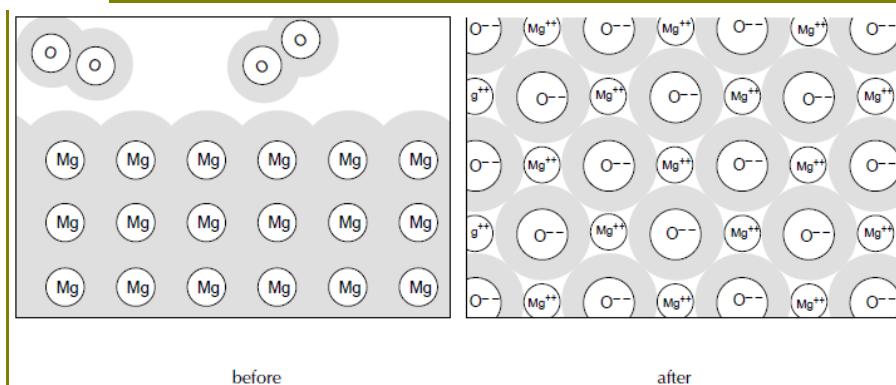 O O O O
Mg Mg Mg Mg Mg Mg
Mg Mg Mg Mg Mg Mg
Mg Mg Mg Mg Mg Mg
before
O−− Mg++ O−− Mg++ O−− Mg++ O−−
g++ O−− Mg++ O−− Mg++ O−− Mg++
O−− Mg++ O−− Mg++ O−− Mg++ O−−
g++ O−− Mg++ O−− Mg++ O−− Mg++
O−− Mg++ O−− Mg++ O−− Mg++ O−−
after